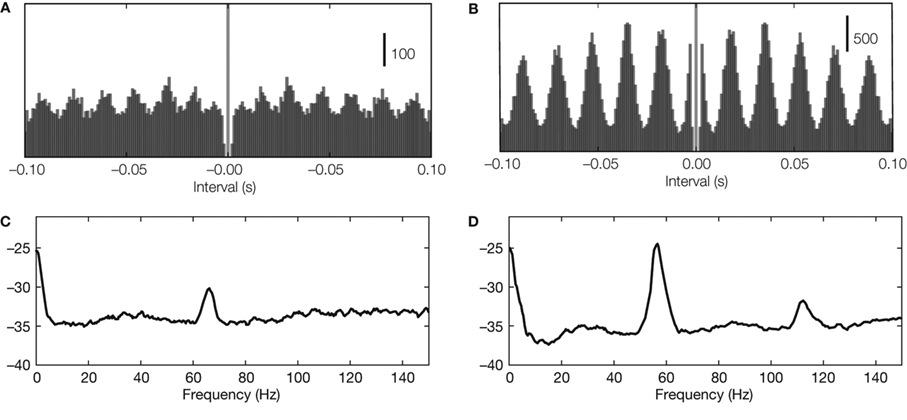 A
100
−0.10 −0.05 −0.00 −0.05 0.10
Interval (s)
B
500
−0.10 −0.05 0.00 0.05 0.10
Interval (s)
C
−25
−30
−35
−40
0 20 40 60 80 100 120 140
Frequency (Hz)
D
−25
−30
−35
−40
0 20 40 60 80 100 120 140
Frequency (Hz)